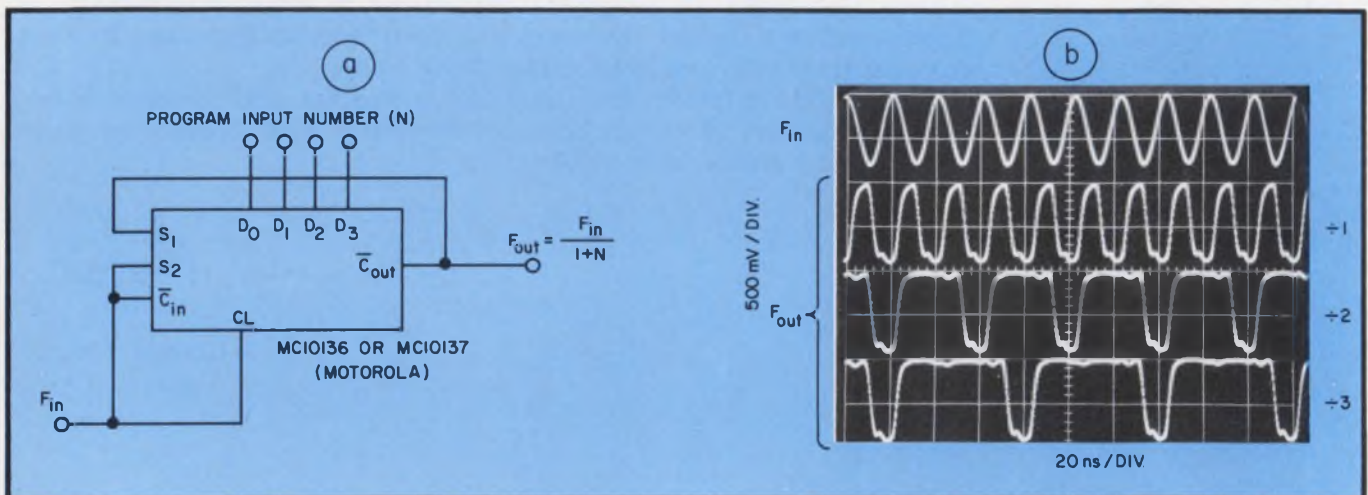 a
PROGRAM INPUT NUMBER (N)
S1
S2
C̅in
D0 D1 D2 D3
C̅out
CL
Fout = Fin / 1+N
MC10136 OR MC10137
(MOTOROLA)
Fin
b
Fin
500 mV / DIV.
Fout
÷1
÷2
÷3
20 ns / DIV.